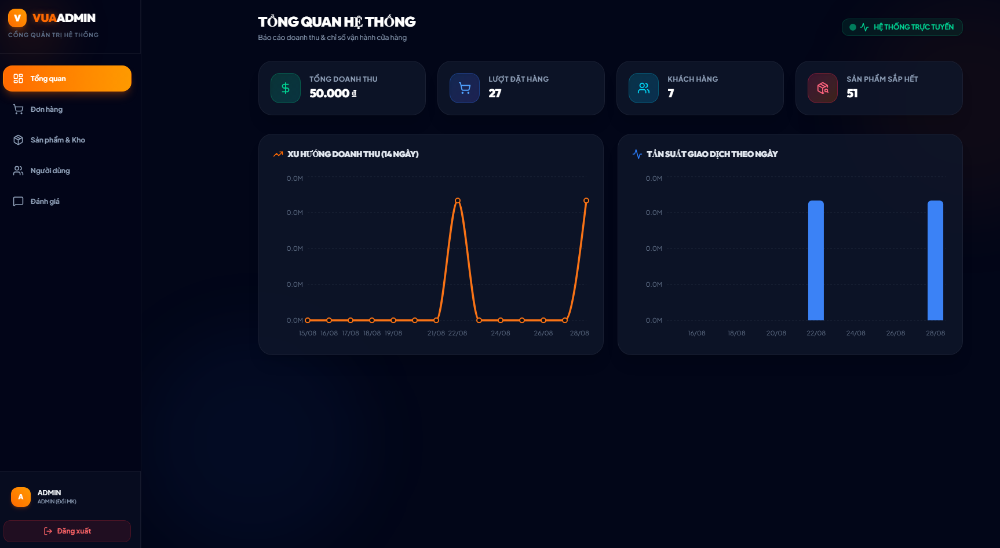 V VUAADMIN
CỔNG QUẢN TRỊ HỆ THỐNG
Tổng quan
Đơn hàng
Sản phẩm & Kho
Người dùng
Đánh giá
A
ADMIN
ADMIN (Đổi MK)
Đăng xuất
TỔNG QUAN HỆ THỐNG
Báo cáo doanh thu & chỉ số vận hành cửa hàng
HỆ THỐNG TRỰC TUYẾN
TỔNG DOANH THU
50.000 ₫
LƯỢT ĐẶT HÀNG
27
KHÁCH HÀNG
7
SẢN PHẨM SẮP HẾT
51
XU HƯỚNG DOANH THU (14 NGÀY)
0.0M
0.0M
0.0M
0.0M
0.0M
15/08 16/08 17/08 18/08 19/08 21/08 22/08 24/08 26/08 28/08
TẦN SUẤT GIAO DỊCH THEO NGÀY
0.0M
0.0M
0.0M
0.0M
0.0M
16/08 18/08 20/08 22/08 24/08 26/08 28/08